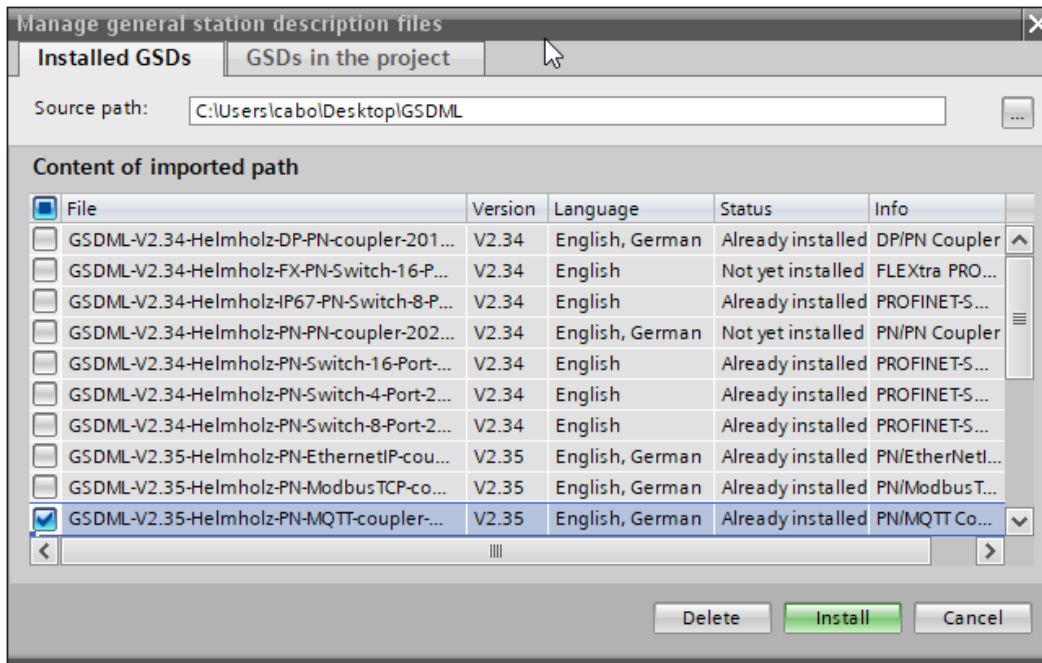 Manage general station description files
Installed GSDs GSDs in the project
Source path: C:\Users\cabo\Desktop\GSDML ...
Content of imported path
File Version Language Status Info
GSDML-V2.34-Helmholz-DP-PN-coupler-201... V2.34 English, German Already installed DP/PN Coupler
GSDML-V2.34-Helmholz-FX-PN-Switch-16-P... V2.34 English Not yet installed FLEXtra PRO...
GSDML-V2.34-Helmholz-IP67-PN-Switch-8-P... V2.34 English Already installed PROFINET-S...
GSDML-V2.34-Helmholz-PN-PN-coupler-202... V2.34 English, German Not yet installed PN/PN Coupler
GSDML-V2.34-Helmholz-PN-Switch-16-Port-... V2.34 English Already installed PROFINET-S...
GSDML-V2.34-Helmholz-PN-Switch-4-Port-2... V2.34 English Already installed PROFINET-S...
GSDML-V2.34-Helmholz-PN-Switch-8-Port-2... V2.34 English Already installed PROFINET-S...
GSDML-V2.35-Helmholz-PN-EthernetIP-cou... V2.35 English, German Already installed PN/EtherNetI...
GSDML-V2.35-Helmholz-PN-ModbusTCP-co... V2.35 English, German Already installed PN/ModbusT...
GSDML-V2.35-Helmholz-PN-MQTT-coupler-... V2.35 English, German Already installed PN/MQTT Co...
Delete Install Cancel